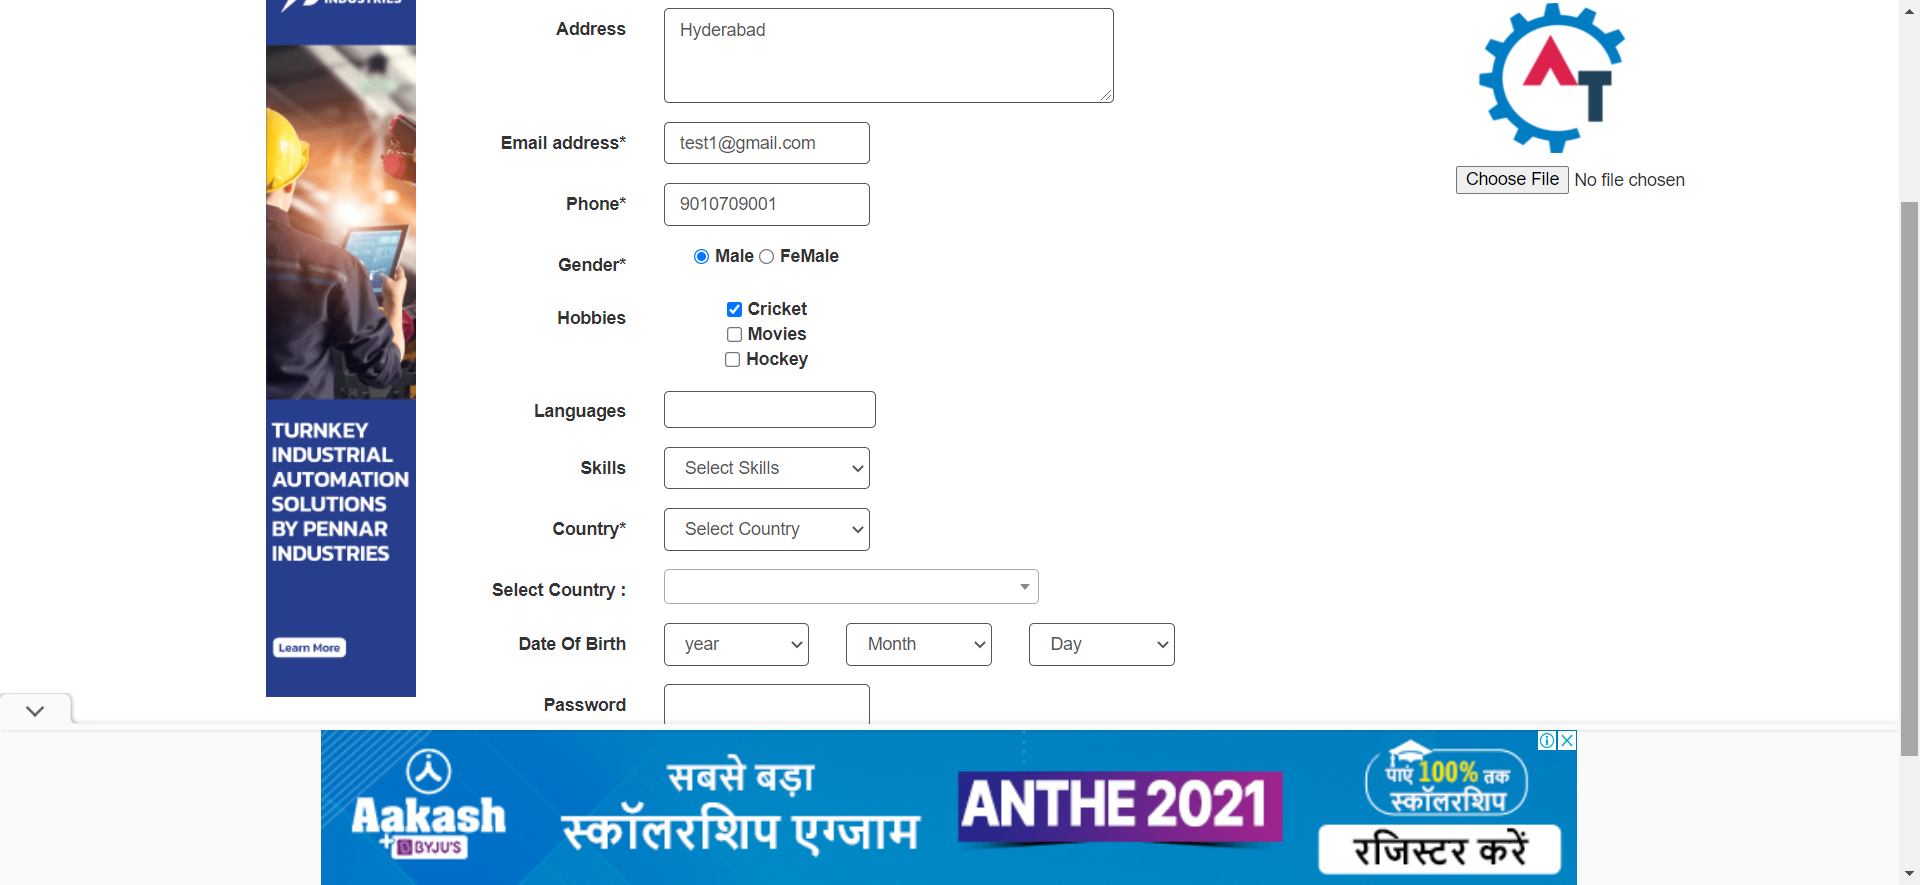 INDUSTRIES
Address
Hyderabad
AT
Choose File No file chosen
Email address*
test1@gmail.com
Phone*
9010709001
Gender*
Male FeMale
Hobbies
Cricket
Movies
Hockey
Languages
Skills
Select Skills
Country*
Select Country
Select Country :
Date Of Birth
year Month Day
Password
TURNKEY
INDUSTRIAL
AUTOMATION
SOLUTIONS
BY PENNAR
INDUSTRIES
Learn More
Aakash
+ BYJU'S
सबसे बड़ा
स्कॉलरशिप एग्जाम
ANTHE 2021
पाएं 100% तक
स्कॉलरशिप
रजिस्टर करें